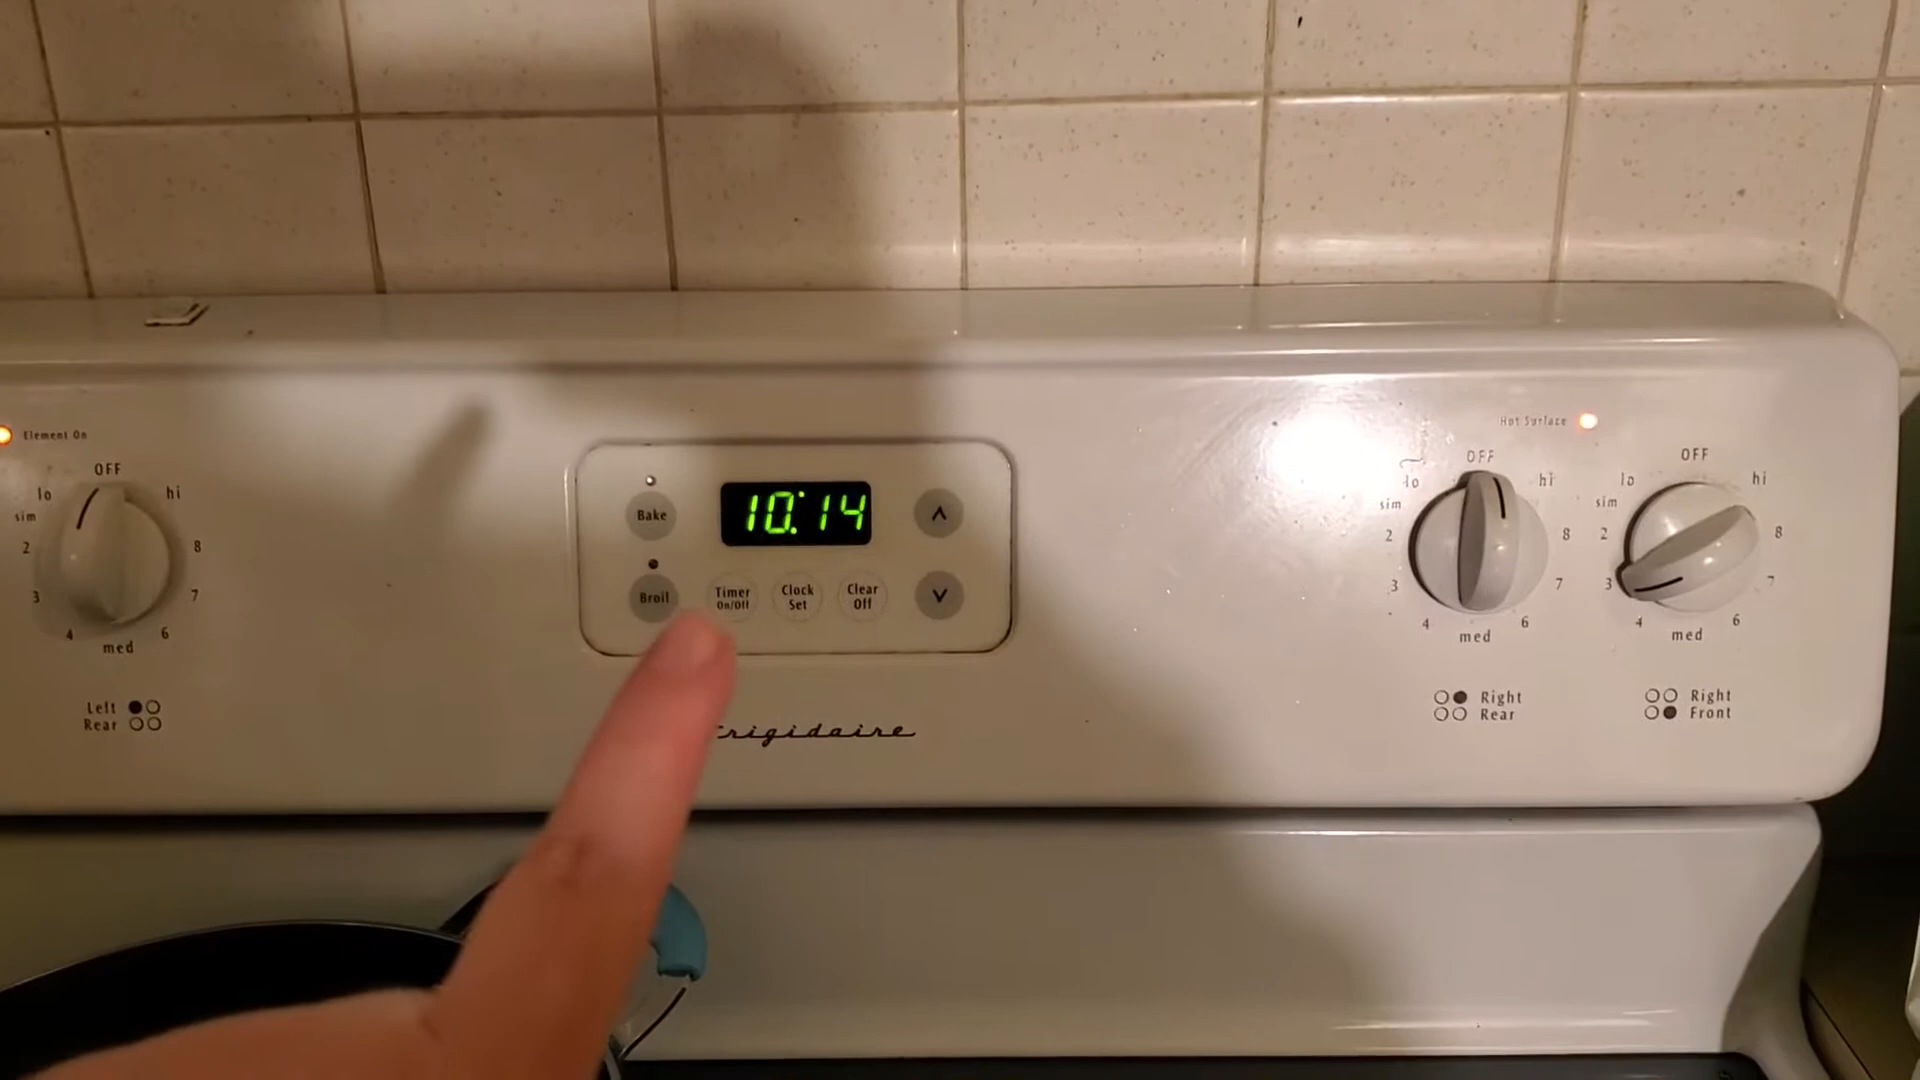 Element On
OFF
lo
hi
sim
2
8
3
7
4
6
med
Left
Rear
Bake
10:14
Broil
Timer
On/Off
Clock
Set
Clear
Off
Hot Surface
OFF
lo
hi
sim
2
8
3
7
4
6
med
Right
Rear
OFF
lo
hi
sim
2
8
3
7
4
6
med
Right
Front